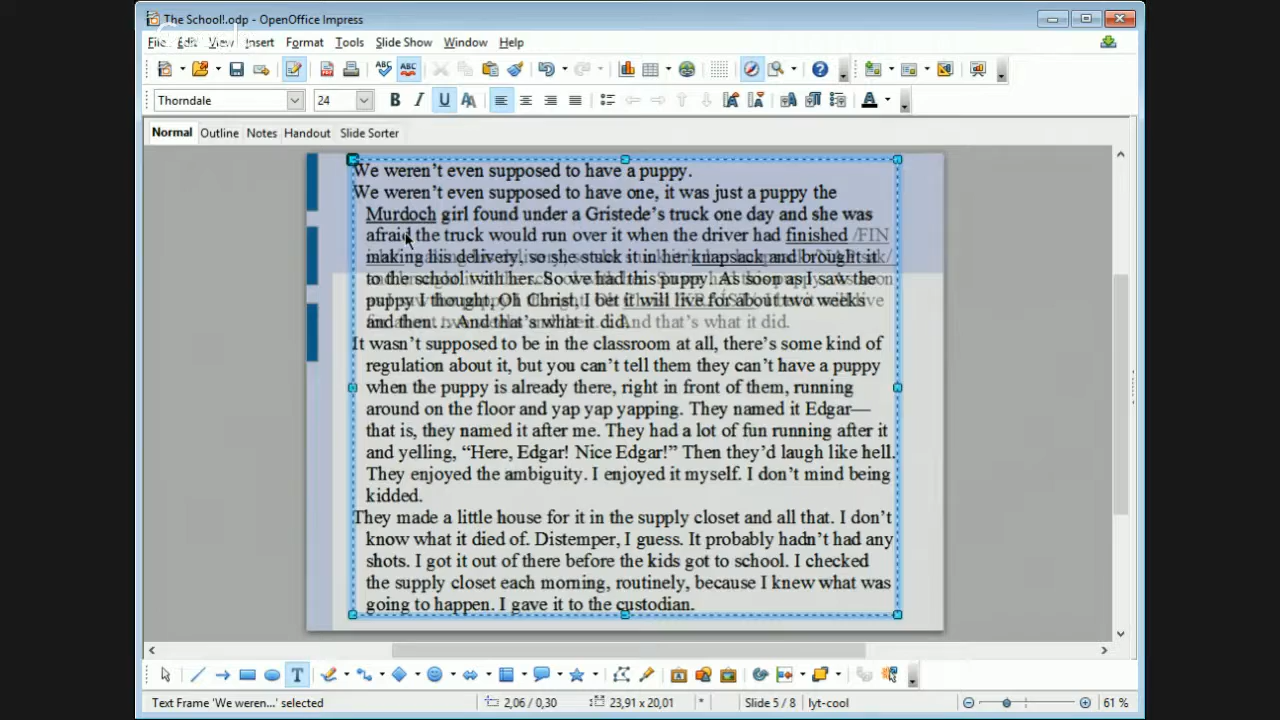 The School!.odp - OpenOffice Impress
File Edit View Insert Format Tools Slide Show Window Help
Thorndale 24
Normal Outline Notes Handout Slide Sorter
We weren't even supposed to have a puppy.
We weren't even supposed to have one, it was just a puppy the
Murdoch girl found under a Gristede's truck one day and she was
afraid the truck would run over it when the driver had finished /FIN
making his delivery, so she stuck it in her knapsack and brought it
to the school with her. So we had this puppy. As soon as I saw the
puppy I thought, Oh Christ, I bet it will live for about two weeks
and then… And that's what it did. And that's what it did.
It wasn't supposed to be in the classroom at all, there's some kind of
regulation about it, but you can't tell them they can't have a puppy
when the puppy is already there, right in front of them, running
around on the floor and yap yap yapping. They named it Edgar—
that is, they named it after me. They had a lot of fun running after it
and yelling, “Here, Edgar! Nice Edgar!” Then they'd laugh like hell.
They enjoyed the ambiguity. I enjoyed it myself. I don't mind being
kidded.
They made a little house for it in the supply closet and all that. I don't
know what it died of. Distemper, I guess. It probably hadn't had any
shots. I got it out of there before the kids got to school. I checked
the supply closet each morning, routinely, because I knew what was
going to happen. I gave it to the custodian.
Text Frame 'We weren...' selected 2,06 / 0,30 23,91 x 20,01 * Slide 5 / 8 lyt-cool 61 %